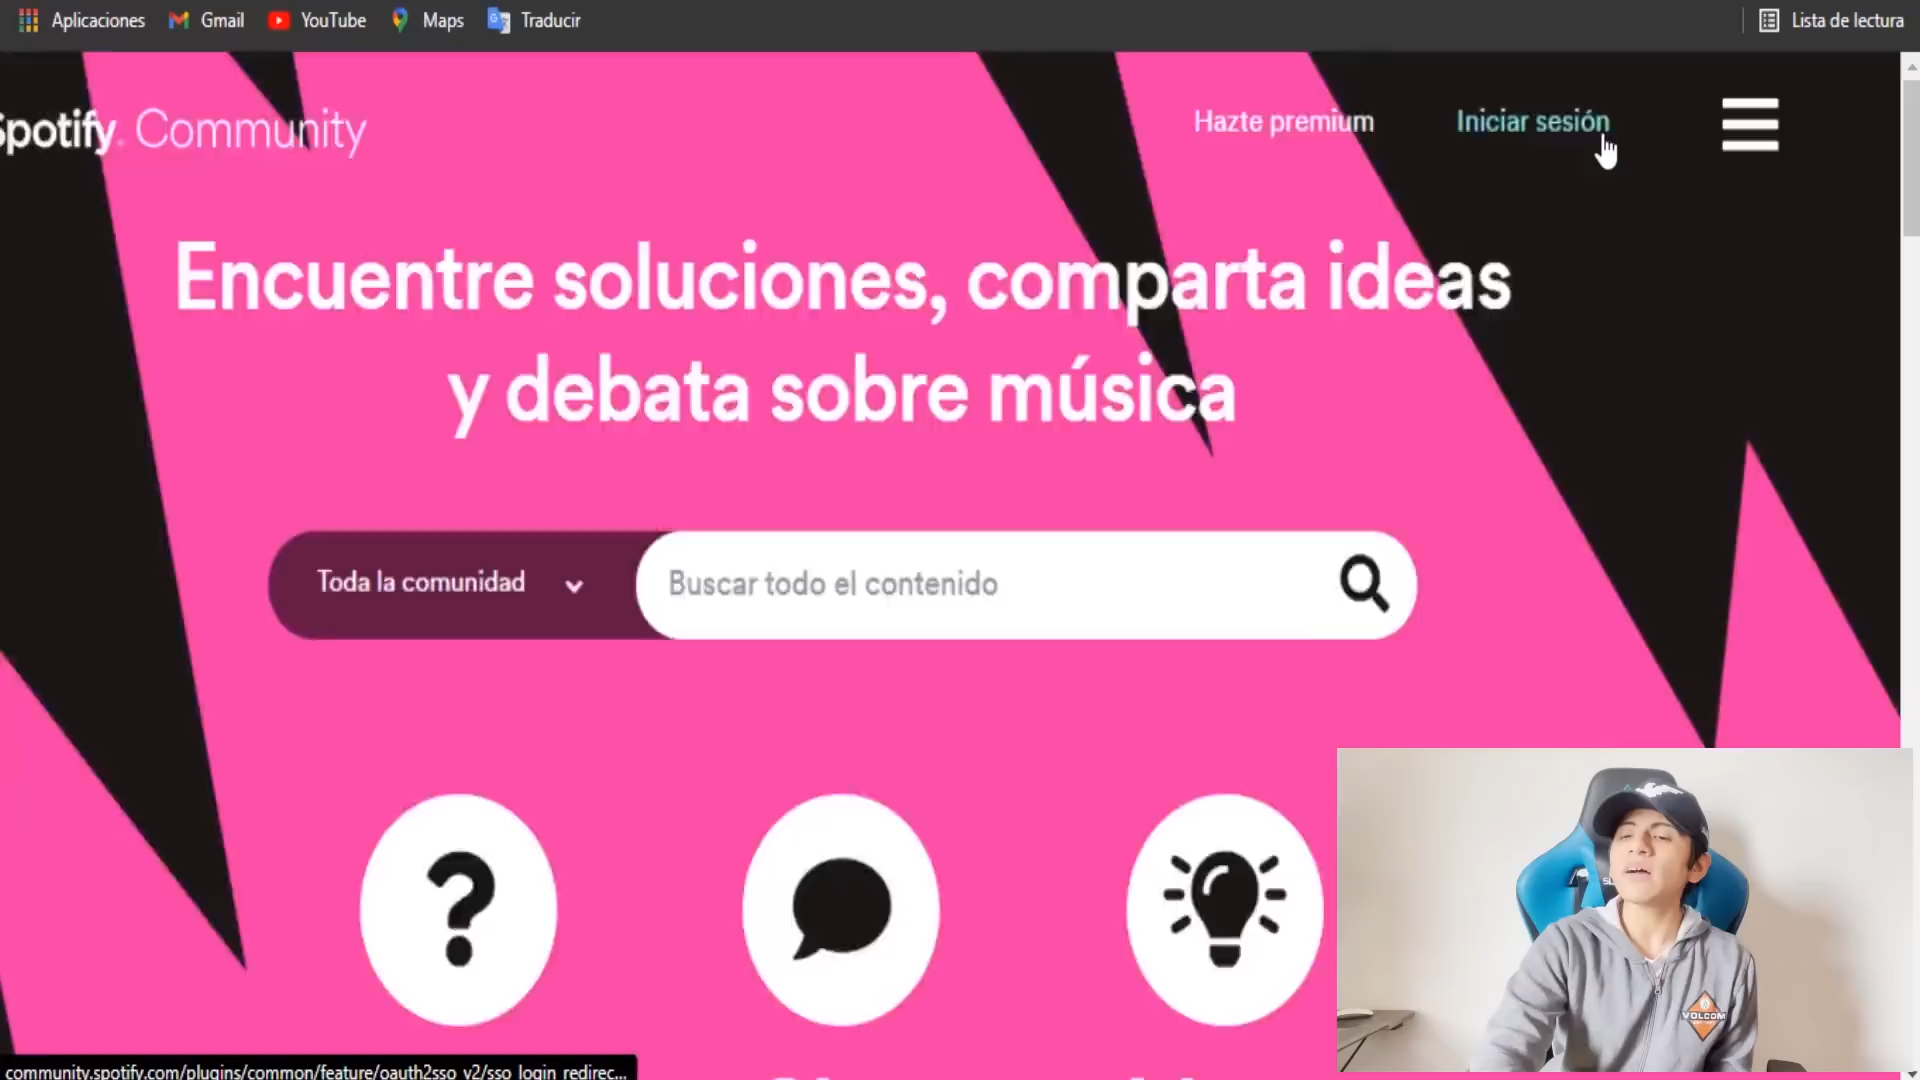 Aplicaciones Gmail YouTube Maps Traducir Lista de lectura
Spotify. Community Hazte premium Iniciar sesión
Encuentre soluciones, comparta ideas
y debata sobre música
Toda la comunidad Buscar todo el contenido
VOLCOM
community.spotify.com/plugins/common/feature/oauth2sso_v2/sso_login_redirec...